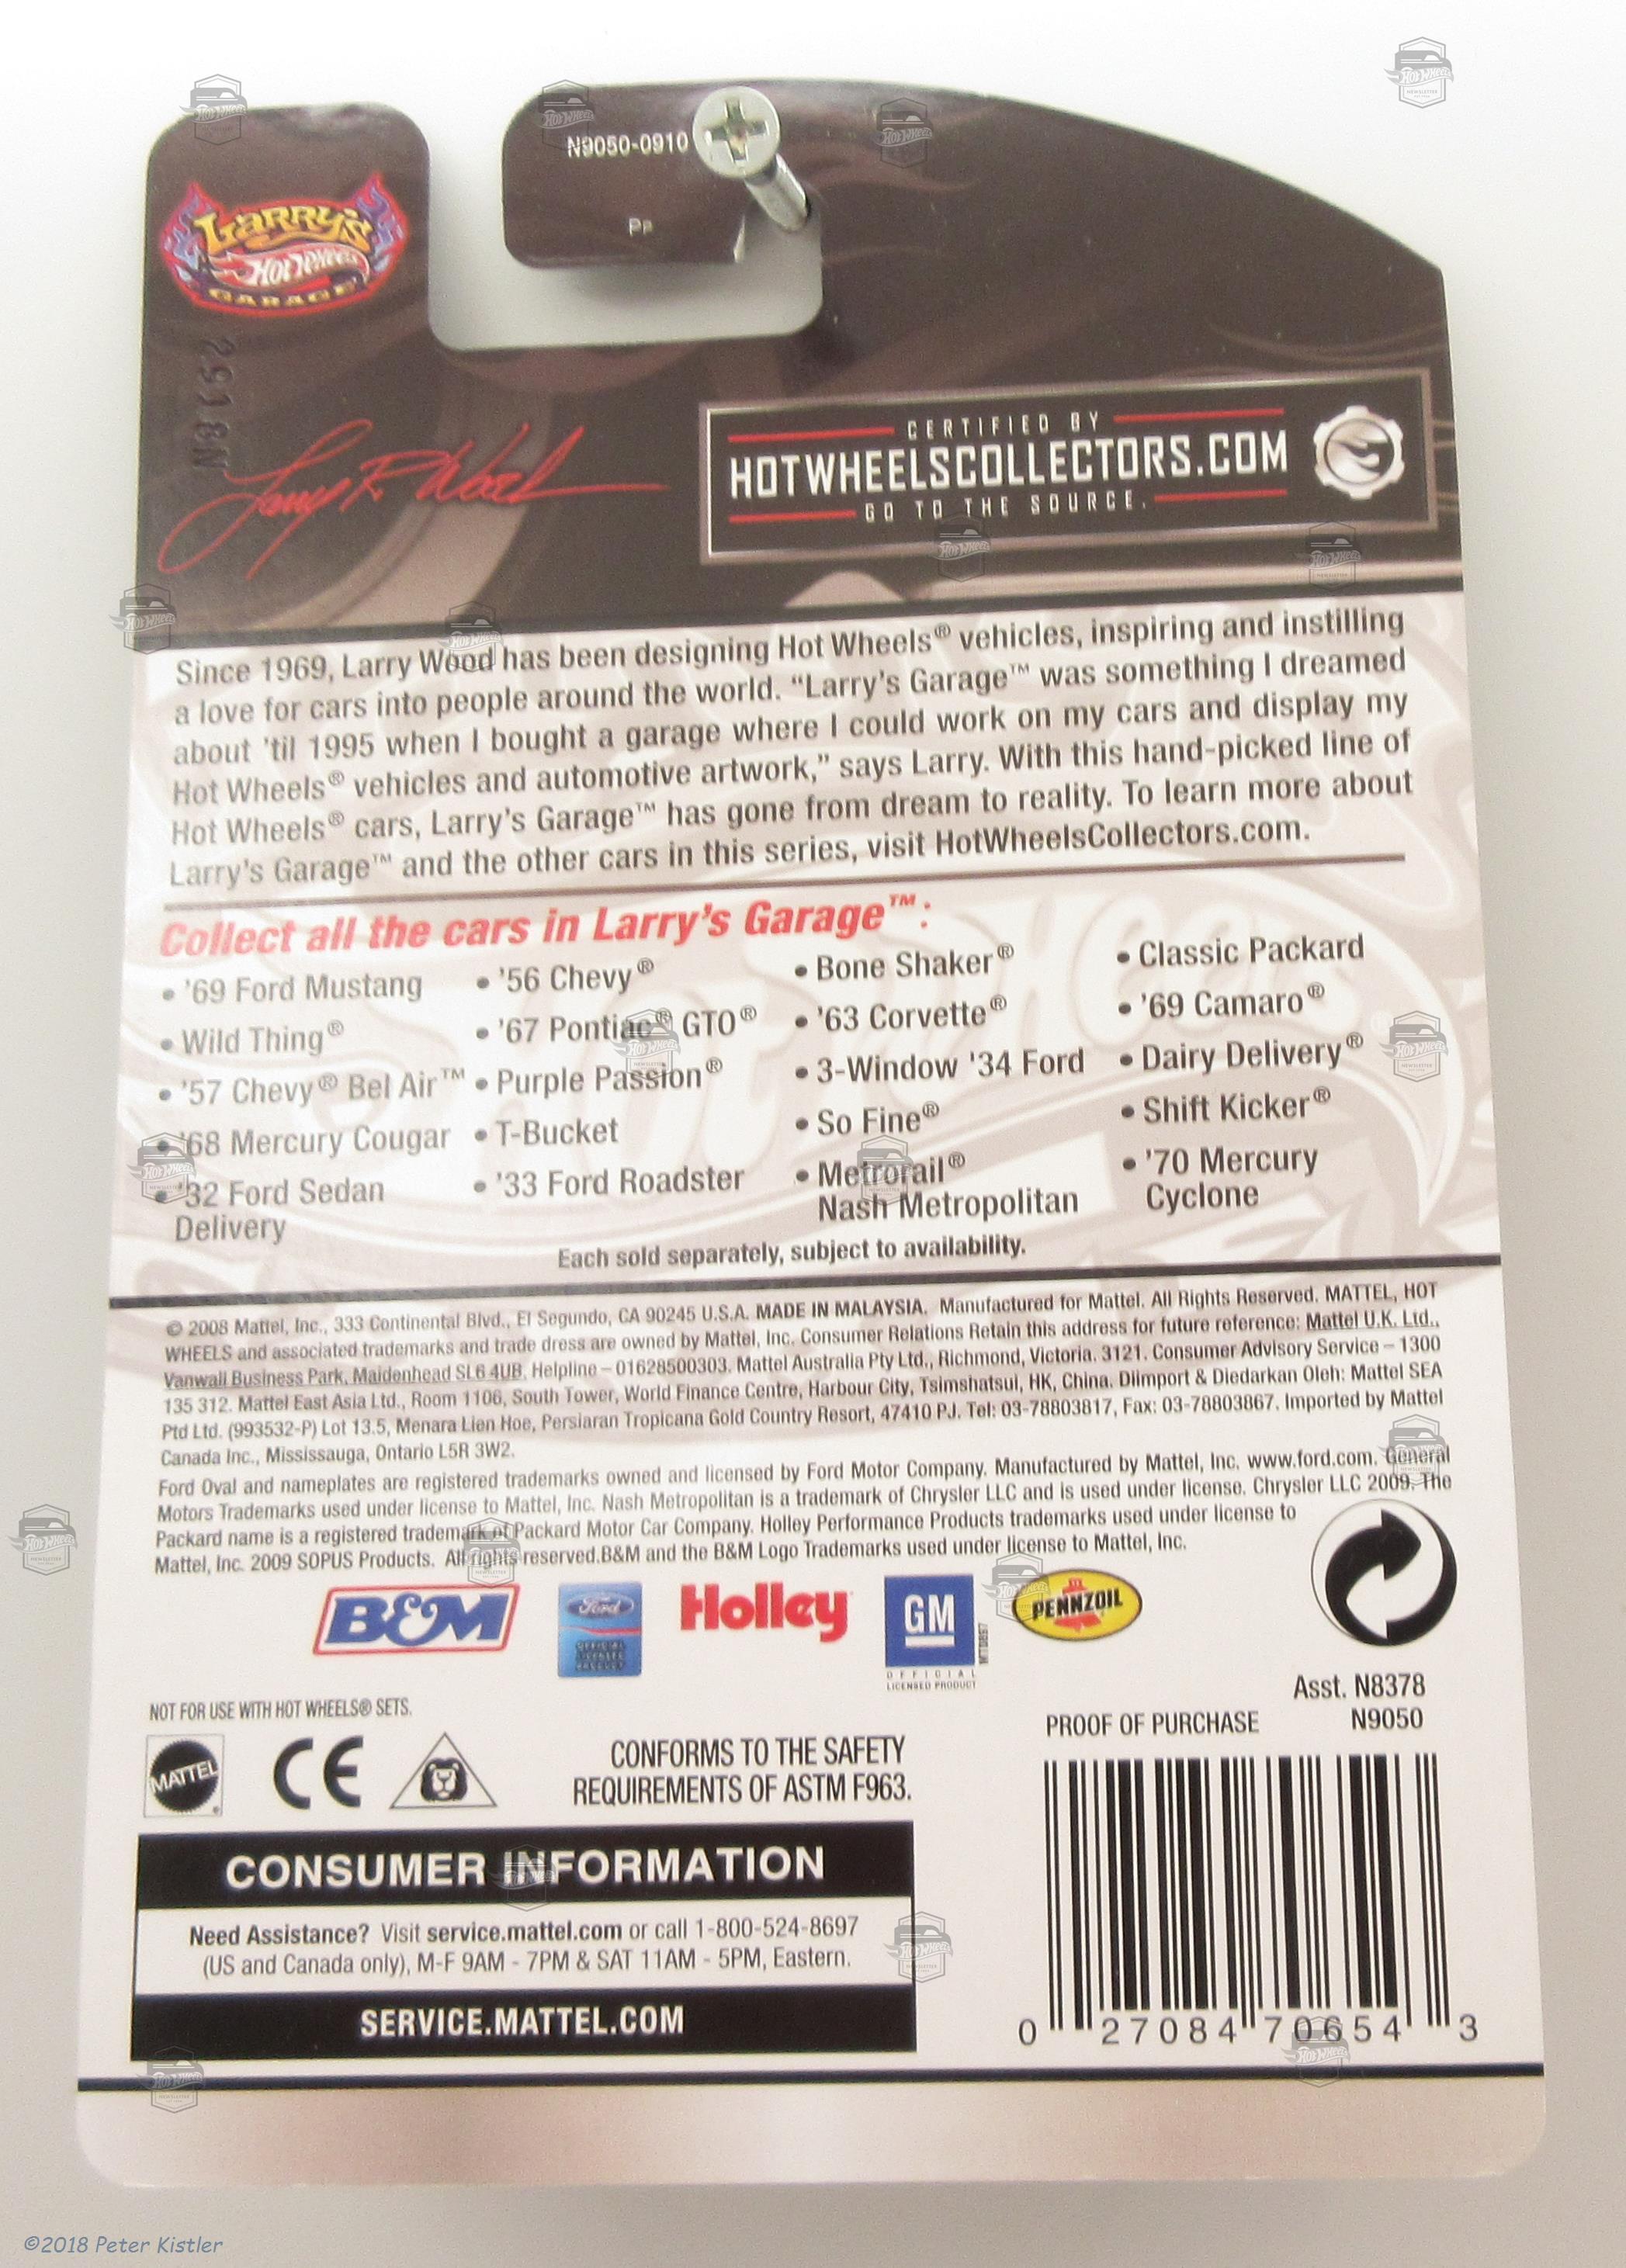 N9050-0910
Larry's
Hot Wheels
GARAGE
2918N
Larry R Wood
CERTIFIED BY
HOTWHEELSCOLLECTORS.COM
GO TO THE SOURCE.
Since 1969, Larry Wood has been designing Hot Wheels® vehicles, inspiring and instilling
a love for cars into people around the world. “Larry's Garage™ was something I dreamed
about 'til 1995 when I bought a garage where I could work on my cars and display my
Hot Wheels® vehicles and automotive artwork,” says Larry. With this hand-picked line of
Hot Wheels® cars, Larry's Garage™ has gone from dream to reality. To learn more about
Larry's Garage™ and the other cars in this series, visit HotWheelsCollectors.com.
Collect all the cars in Larry's Garage™:
• '69 Ford Mustang
• Wild Thing®
• '57 Chevy® Bel Air™
• '68 Mercury Cougar
• '32 Ford Sedan
Delivery
• '56 Chevy®
• '67 Pontiac® GTO®
• Purple Passion®
• T-Bucket
• '33 Ford Roadster
• Bone Shaker®
• '63 Corvette®
• 3-Window '34 Ford
• So Fine®
• Metrorail®
Nash Metropolitan
• Classic Packard
• '69 Camaro®
• Dairy Delivery®
• Shift Kicker®
• '70 Mercury
Cyclone
Each sold separately, subject to availability.
© 2008 Mattel, Inc., 333 Continental Blvd., El Segundo, CA 90245 U.S.A. MADE IN MALAYSIA. Manufactured for Mattel. All Rights Reserved. MATTEL, HOT
WHEELS and associated trademarks and trade dress are owned by Mattel, Inc. Consumer Relations Retain this address for future reference: Mattel U.K. Ltd.,
Vanwall Business Park, Maidenhead SL6 4UB. Helpline – 01628500303. Mattel Australia Pty Ltd., Richmond, Victoria. 3121. Consumer Advisory Service – 1300
135 312. Mattel East Asia Ltd., Room 1106, South Tower, World Finance Centre, Harbour City, Tsimshatsui, HK, China. Diimport & Diedarkan Oleh: Mattel SEA
Ptd Ltd. (993532-P) Lot 13.5, Menara Lien Hoe, Persiaran Tropicana Gold Country Resort, 47410 PJ. Tel: 03-78803817, Fax: 03-78803867. Imported by Mattel
Canada Inc., Mississauga, Ontario L5R 3W2.
Ford Oval and nameplates are registered trademarks owned and licensed by Ford Motor Company. Manufactured by Mattel, Inc. www.ford.com. General
Motors Trademarks used under license to Mattel, Inc. Nash Metropolitan is a trademark of Chrysler LLC and is used under license. Chrysler LLC 2009. The
Packard name is a registered trademark of Packard Motor Car Company. Holley Performance Products trademarks used under license to
Mattel, Inc. 2009 SOPUS Products. All rights reserved.B&M and the B&M Logo Trademarks used under license to Mattel, Inc.
B&M
Ford
OFFICIAL
LICENSED
PRODUCT
Holley
GM
OFFICIAL
LICENSED PRODUCT
PENNZOIL
NOT FOR USE WITH HOT WHEELS® SETS.
MATTEL
CE
CONFORMS TO THE SAFETY
REQUIREMENTS OF ASTM F963.
Asst. N8378
N9050
PROOF OF PURCHASE
0 27084 70654 3
CONSUMER INFORMATION
Need Assistance? Visit service.mattel.com or call 1-800-524-8697
(US and Canada only), M-F 9AM - 7PM & SAT 11AM - 5PM, Eastern.
SERVICE.MATTEL.COM
©2018 Peter Kistler